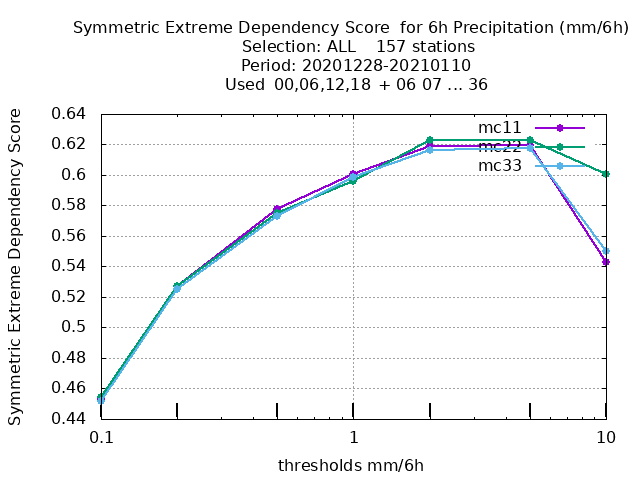 Symmetric Extreme Dependency Score  for 6h Precipitation (mm/6h)
Selection: ALL    157 stations
Period: 20201228-20210110
Used  00,06,12,18  + 06 07 ... 36
Symmetric Extreme Dependency Score
0.64
0.62
0.6
0.58
0.56
0.54
0.52
0.5
0.48
0.46
0.44
mc11
mc22
mc33
0.1
1
10
thresholds mm/6h